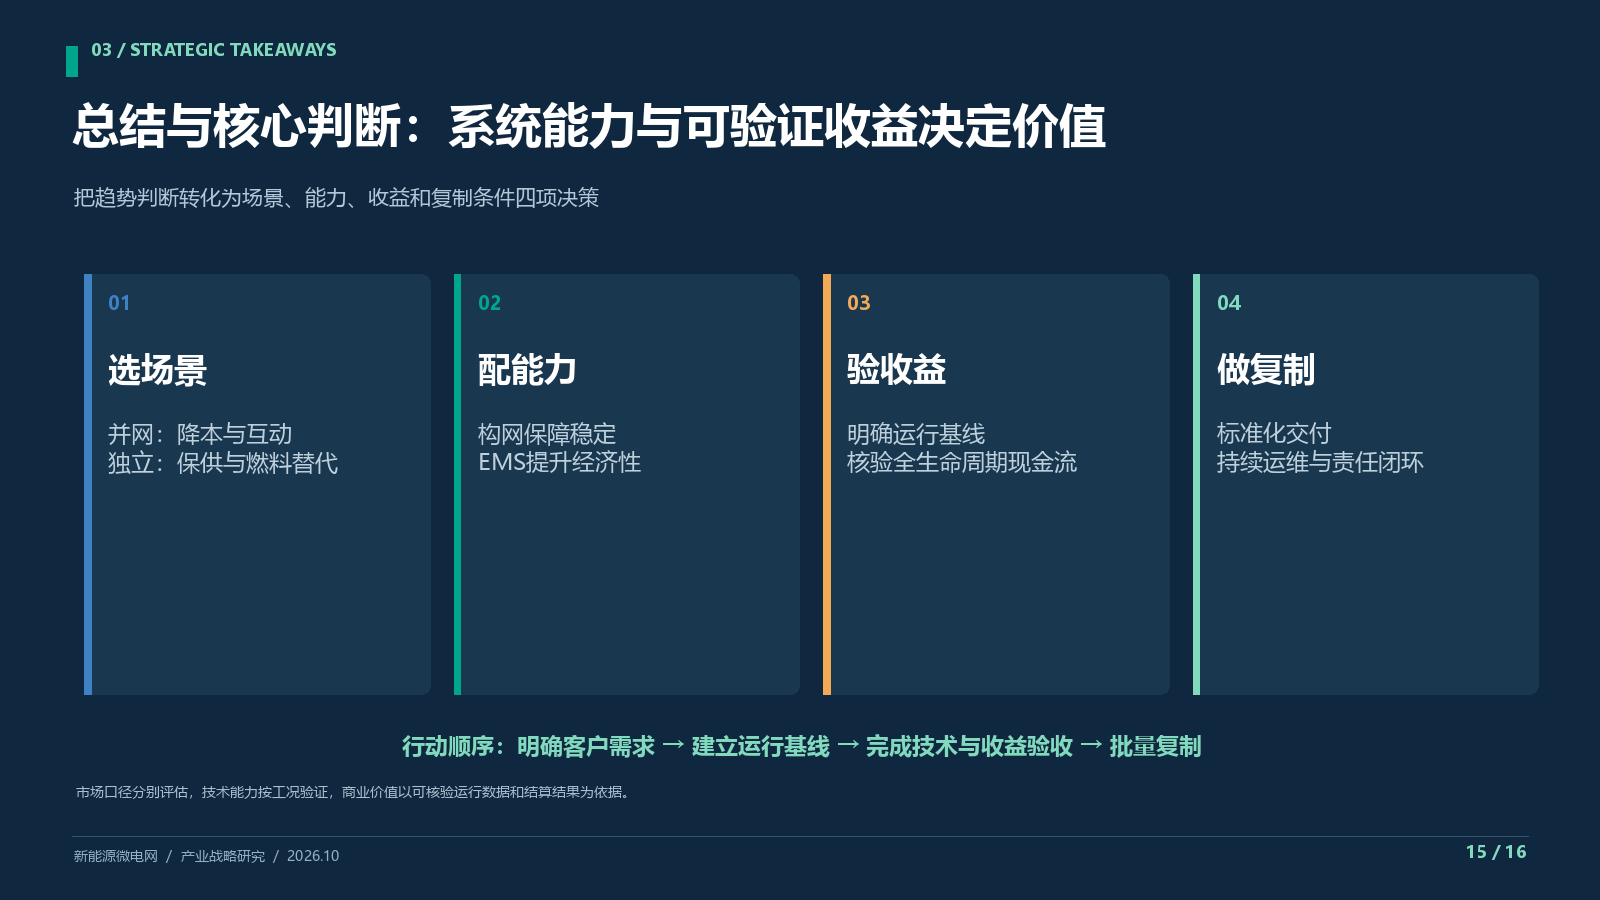 03 / STRATEGIC TAKEAWAYS
总结与核心判断：系统能力与可验证收益决定价值
把趋势判断转化为场景、能力、收益和复制条件四项决策
01
选场景
并网：降本与互动
独立：保供与燃料替代
02
配能力
构网保障稳定
EMS提升经济性
03
验收益
明确运行基线
核验全生命周期现金流
04
做复制
标准化交付
持续运维与责任闭环
行动顺序：明确客户需求 → 建立运行基线 → 完成技术与收益验收 → 批量复制
市场口径分别评估，技术能力按工况验证，商业价值以可核验运行数据和结算结果为依据。
新能源微电网 / 产业战略研究 / 2026.10
15 / 16